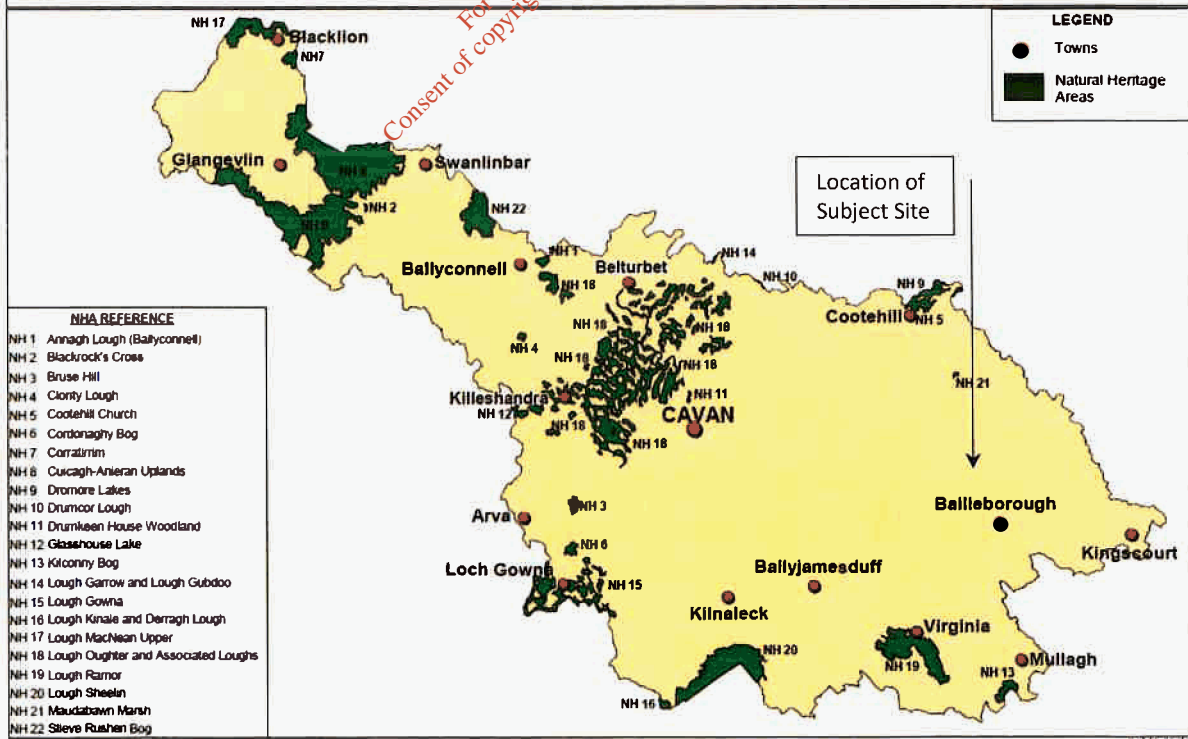 For
Consent of copyrig
LEGEND
Towns
Natural Heritage
Areas
Location of
Subject Site
NH 17
Blacklion
NH7
Glangevlin
NH 8
Swanlinbar
NH 2
NH 9
NH 22
NH 1
Ballyconnell
NH 18
Belturbet
NH 14
NH 10
NH 9
Cootehill
NH 5
NH 18
NH 18
NH 4
NH 18
NH 18
NH 21
Killeshandra
NH 11
NH 12
CAVAN
NH 18
NH 18
Arva
NH 3
Bailieborough
Kingscourt
NH 6
Loch Gowna
NH 15
Ballyjamesduff
Kilnaleck
Virginia
NH 20
NH 19
Mullagh
NH 13
NH 16
NHA REFERENCE
NH 1 Annagh Lough (Ballyconnell)
NH 2 Blackrock's Cross
NH 3 Bruse Hill
NH 4 Clonty Lough
NH 5 Cootehill Church
NH 6 Cordonaghy Bog
NH 7 Corratirrim
NH 8 Cuilcagh-Anieran Uplands
NH 9 Dromore Lakes
NH 10 Drumcor Lough
NH 11 Drumkeen House Woodland
NH 12 Glasshouse Lake
NH 13 Kilconny Bog
NH 14 Lough Garrow and Lough Gubdoo
NH 15 Lough Gowna
NH 16 Lough Kinale and Derragh Lough
NH 17 Lough MacNean Upper
NH 18 Lough Oughter and Associated Loughs
NH 19 Lough Ramor
NH 20 Lough Sheelin
NH 21 Maudabawn Marsh
NH 22 Slieve Rushen Bog